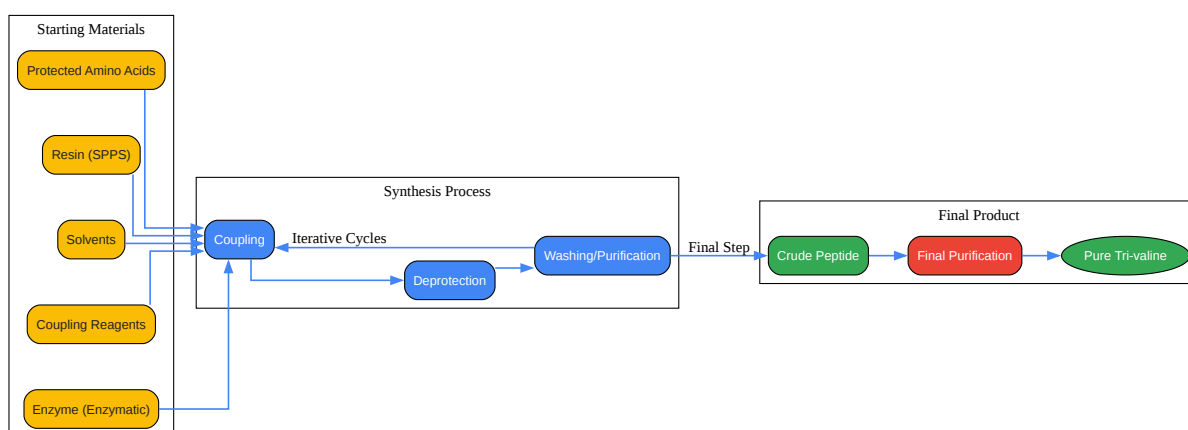 Starting Materials
Protected Amino Acids
Resin (SPPS)
Solvents
Coupling Reagents
Enzyme (Enzymatic)
Synthesis Process
Coupling
Iterative Cycles
Deprotection
Washing/Purification
Final Step
Final Product
Crude Peptide
Final Purification
Pure Tri-valine